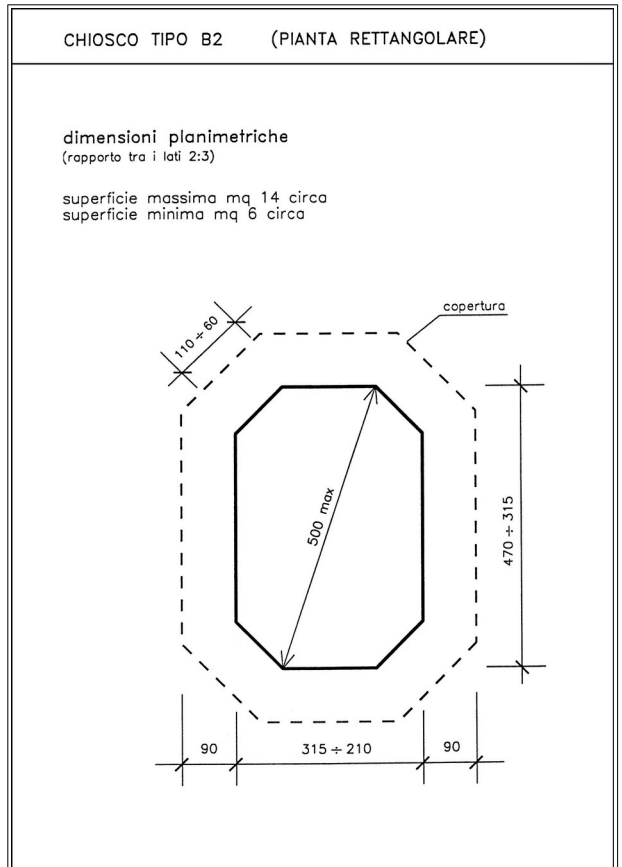 CHIOSCO TIPO B2 (PIANTA RETTANGOLARE)
dimensioni planimetriche
(rapporto tra i lati 2:3)
superficie massima mq 14 circa
superficie minima mq 6 circa
copertura
110 ÷ 60
500 max
470 ÷ 315
90
315 ÷ 210
90